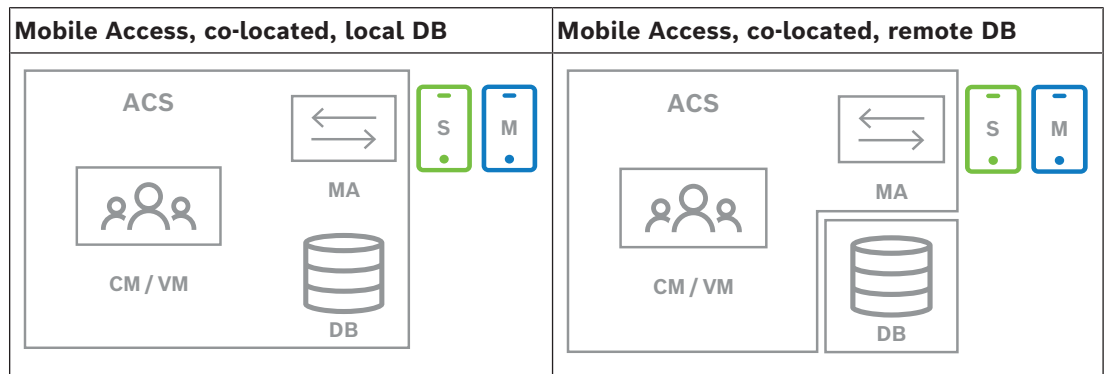 Mobile Access, co-located, local DB
ACS
S
M
MA
CM / VM
DB
Mobile Access, co-located, remote DB
ACS
S
M
MA
CM / VM
DB